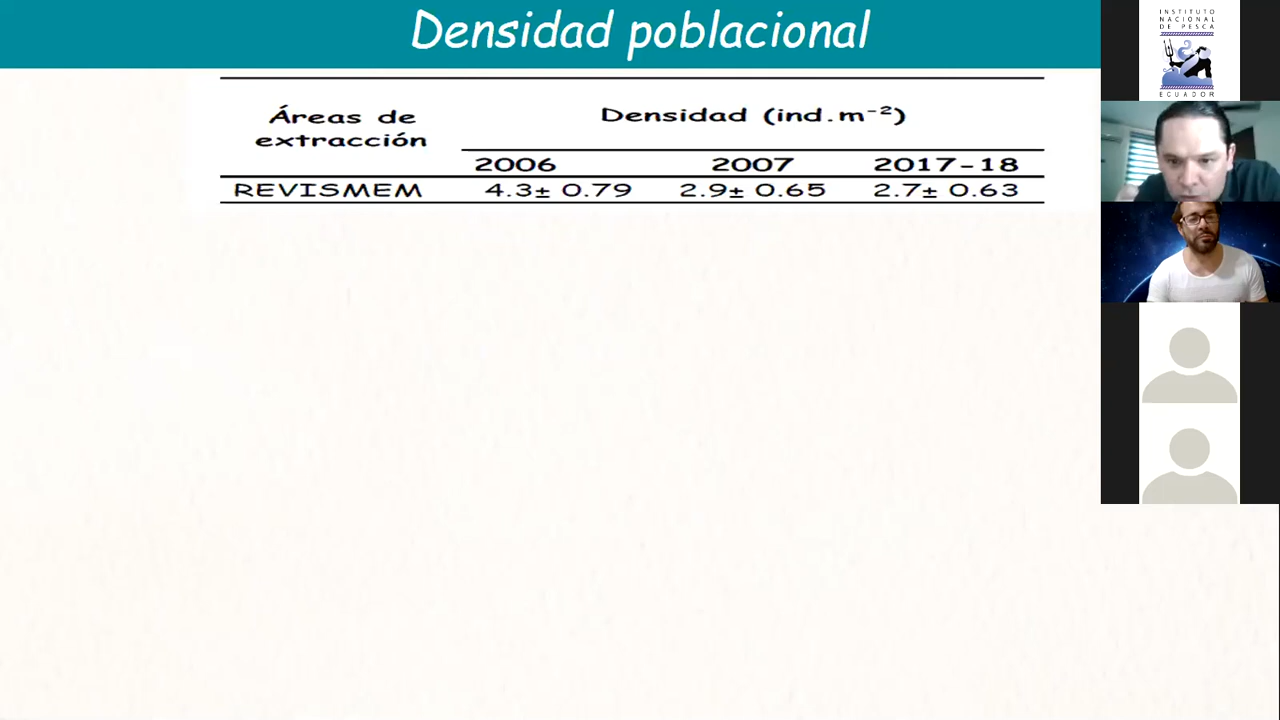 Densidad poblacional
Áreas de extracción
Densidad (ind.m⁻²)
2006 2007 2017-18
REVISMEM 4.3± 0.79 2.9± 0.65 2.7± 0.63
INSTITUTO
NACIONAL
DE PESCA
ECUADOR